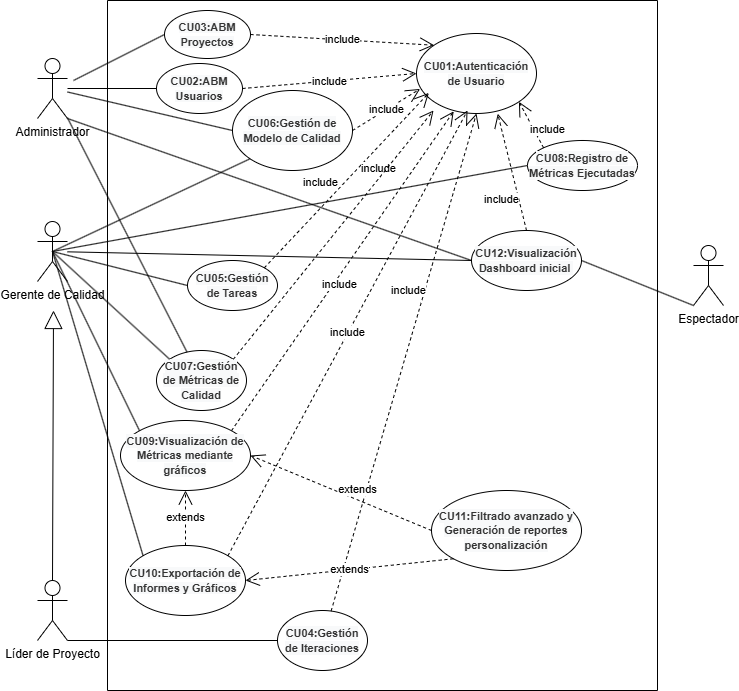 CU03:ABM
Proyectos
include
CU01:Autenticación
de Usuario
CU02:ABM
Usuarios
include
Administrador
CU06:Gestión de
Modelo de Calidad
include
include
CU08:Registro de
Métricas Ejecutadas
include
include
include
CU12:Visualización
Dashboard inicial
Gerente de Calidad
CU05:Gestión
de Tareas
include
include
Espectador
include
CU07:Gestión
de Métricas de
Calidad
CU09:Visualización de
Métricas mediante
gráficos
extends
extends
CU11:Filtrado avanzado y
Generación de reportes
personalización
CU10:Exportación de
Informes y Gráficos
extends
CU04:Gestión
de Iteraciones
Líder de Proyecto